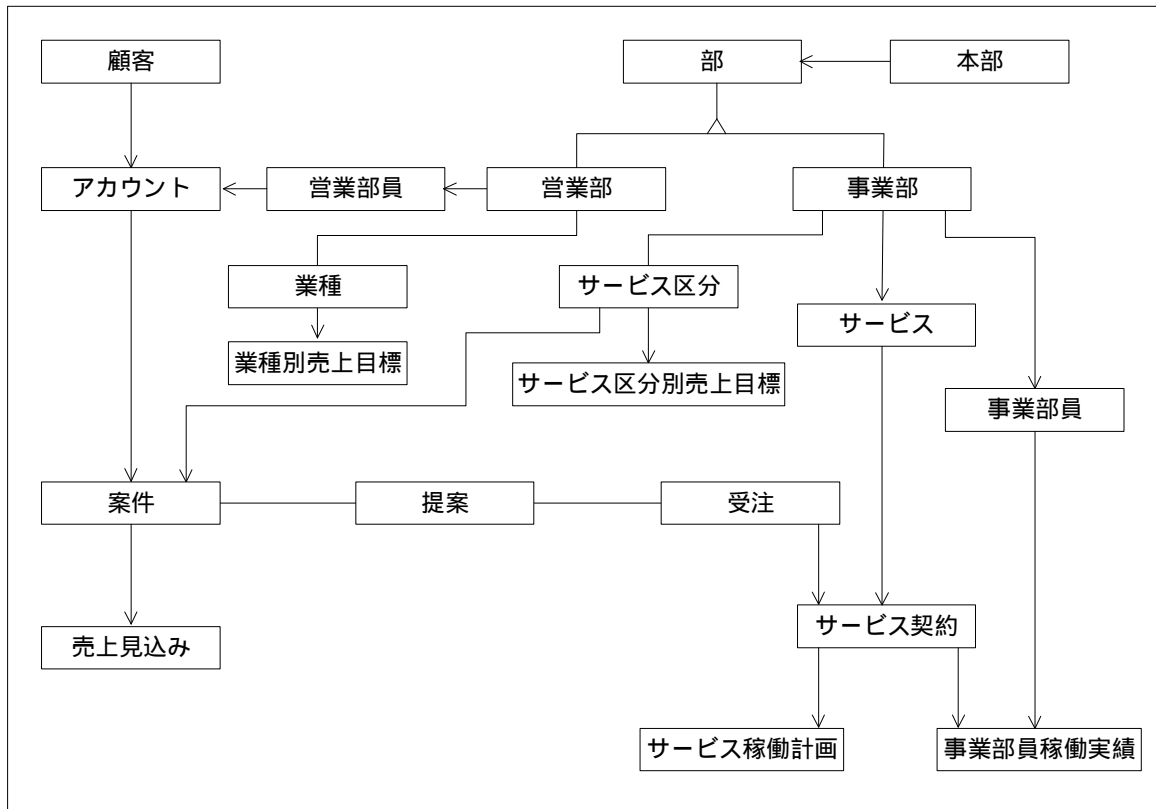 顧客
部
本部
アカウント
営業部員
営業部
事業部
業種
サービス区分
サービス
業種別売上目標
サービス区分別売上目標
事業部員
案件
提案
受注
売上見込み
サービス契約
サービス稼働計画
事業部員稼働実績